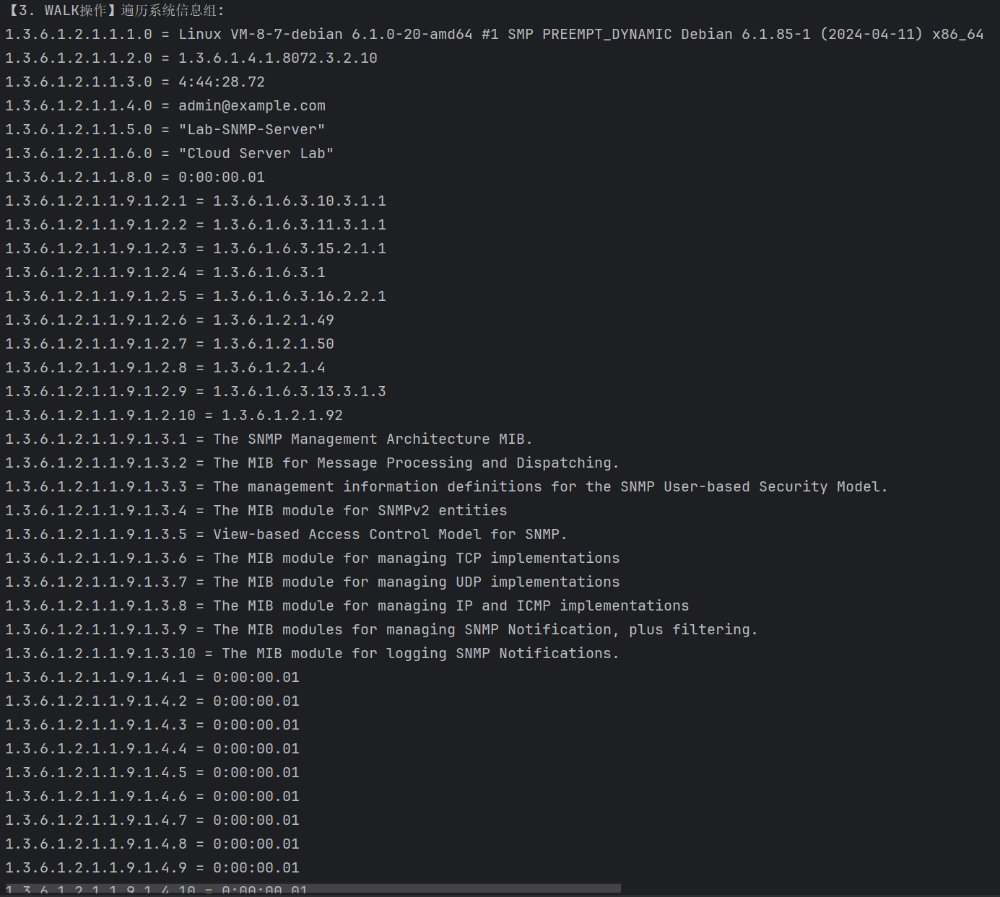 【3. WALK操作】遍历系统信息组:
1.3.6.1.2.1.1.1.0 = Linux VM-8-7-debian 6.1.0-20-amd64 #1 SMP PREEMPT_DYNAMIC Debian 6.1.85-1 (2024-04-11) x86_64
1.3.6.1.2.1.1.2.0 = 1.3.6.1.4.1.8072.3.2.10
1.3.6.1.2.1.1.3.0 = 4:44:28.72
1.3.6.1.2.1.1.4.0 = admin@example.com
1.3.6.1.2.1.1.5.0 = "Lab-SNMP-Server"
1.3.6.1.2.1.1.6.0 = "Cloud Server Lab"
1.3.6.1.2.1.1.8.0 = 0:00:00.01
1.3.6.1.2.1.1.9.1.2.1 = 1.3.6.1.6.3.10.3.1.1
1.3.6.1.2.1.1.9.1.2.2 = 1.3.6.1.6.3.11.3.1.1
1.3.6.1.2.1.1.9.1.2.3 = 1.3.6.1.6.3.15.2.1.1
1.3.6.1.2.1.1.9.1.2.4 = 1.3.6.1.6.3.1
1.3.6.1.2.1.1.9.1.2.5 = 1.3.6.1.6.3.16.2.2.1
1.3.6.1.2.1.1.9.1.2.6 = 1.3.6.1.2.1.49
1.3.6.1.2.1.1.9.1.2.7 = 1.3.6.1.2.1.50
1.3.6.1.2.1.1.9.1.2.8 = 1.3.6.1.2.1.4
1.3.6.1.2.1.1.9.1.2.9 = 1.3.6.1.6.3.13.3.1.3
1.3.6.1.2.1.1.9.1.2.10 = 1.3.6.1.2.1.92
1.3.6.1.2.1.1.9.1.3.1 = The SNMP Management Architecture MIB.
1.3.6.1.2.1.1.9.1.3.2 = The MIB for Message Processing and Dispatching.
1.3.6.1.2.1.1.9.1.3.3 = The management information definitions for the SNMP User-based Security Model.
1.3.6.1.2.1.1.9.1.3.4 = The MIB module for SNMPv2 entities
1.3.6.1.2.1.1.9.1.3.5 = View-based Access Control Model for SNMP.
1.3.6.1.2.1.1.9.1.3.6 = The MIB module for managing TCP implementations
1.3.6.1.2.1.1.9.1.3.7 = The MIB module for managing UDP implementations
1.3.6.1.2.1.1.9.1.3.8 = The MIB module for managing IP and ICMP implementations
1.3.6.1.2.1.1.9.1.3.9 = The MIB modules for managing SNMP Notification, plus filtering.
1.3.6.1.2.1.1.9.1.3.10 = The MIB module for logging SNMP Notifications.
1.3.6.1.2.1.1.9.1.4.1 = 0:00:00.01
1.3.6.1.2.1.1.9.1.4.2 = 0:00:00.01
1.3.6.1.2.1.1.9.1.4.3 = 0:00:00.01
1.3.6.1.2.1.1.9.1.4.4 = 0:00:00.01
1.3.6.1.2.1.1.9.1.4.5 = 0:00:00.01
1.3.6.1.2.1.1.9.1.4.6 = 0:00:00.01
1.3.6.1.2.1.1.9.1.4.7 = 0:00:00.01
1.3.6.1.2.1.1.9.1.4.8 = 0:00:00.01
1.3.6.1.2.1.1.9.1.4.9 = 0:00:00.01
1.3.6.1.2.1.1.9.1.4.10 = 0:00:00.01